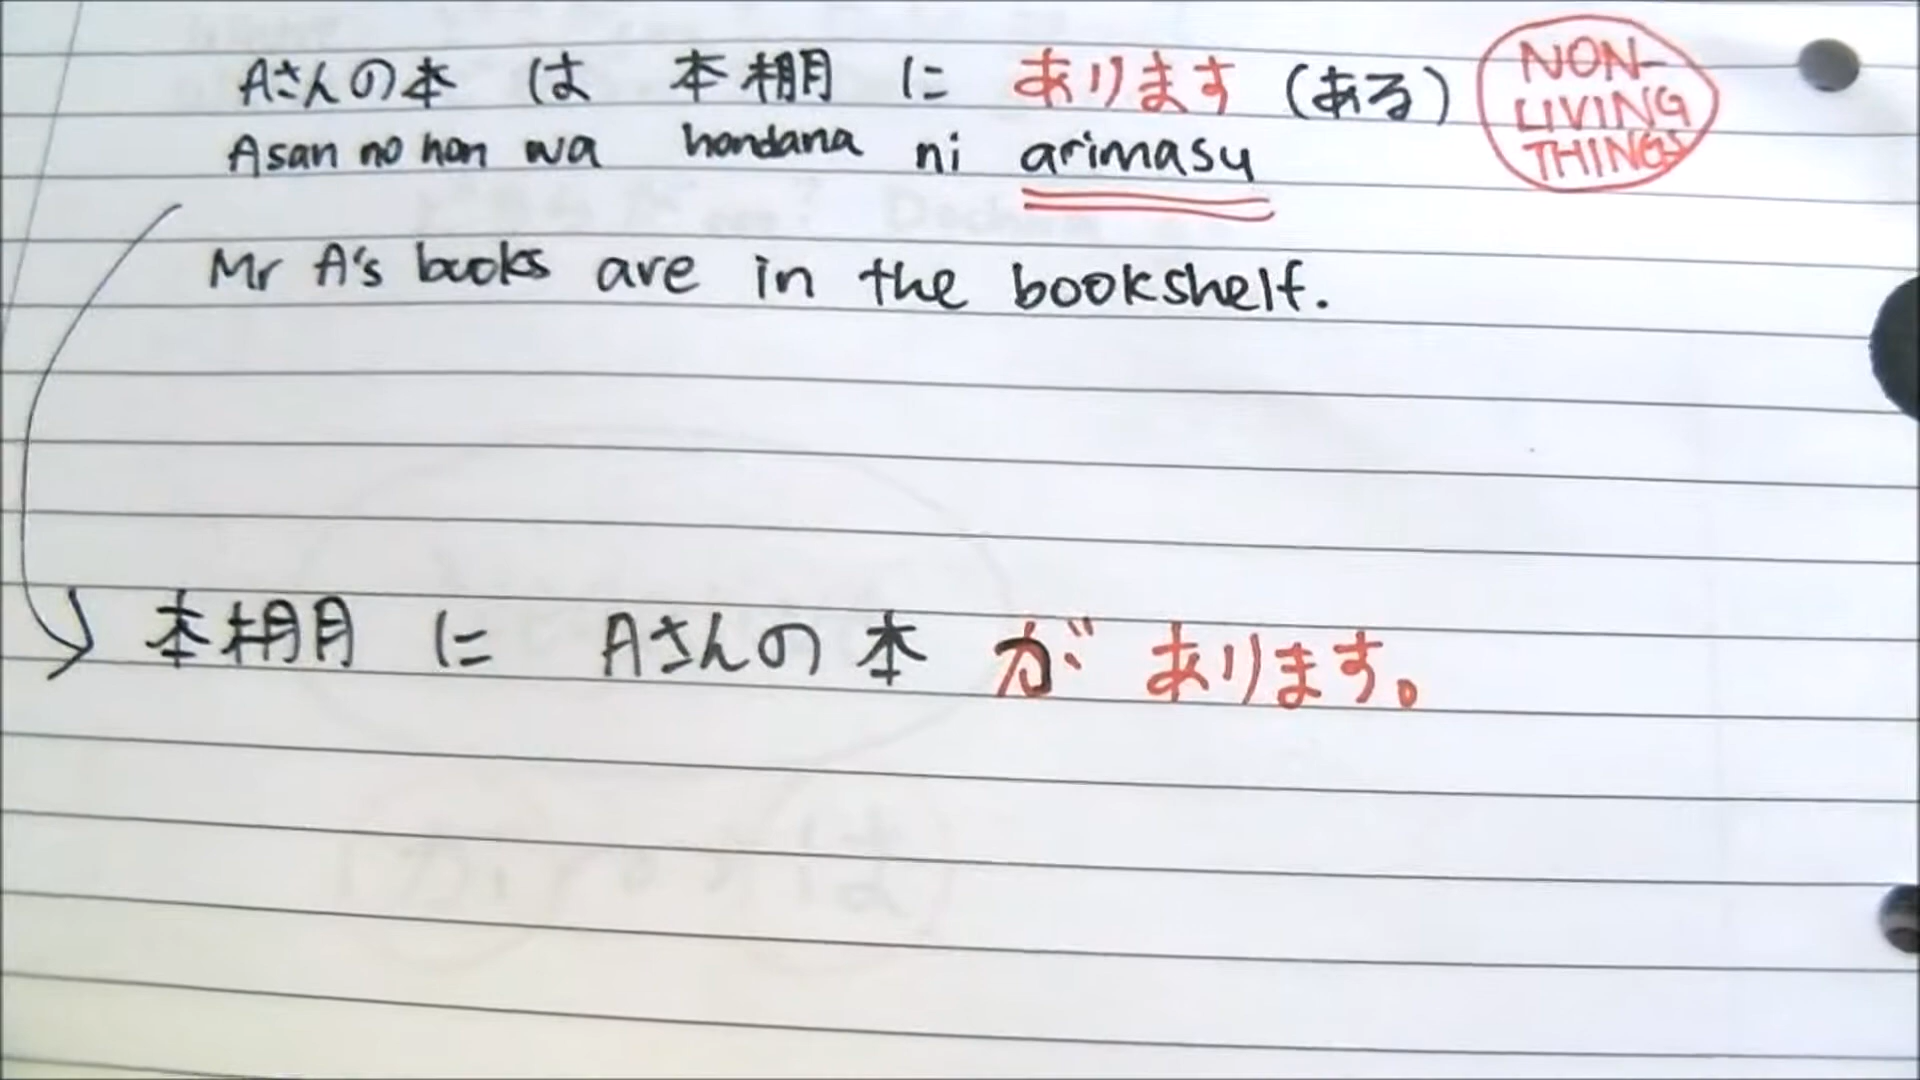 Aさんの本 は 本棚 に あります (ある)
NON-
LIVING
THINGS
Asan no hon wa hondana ni arimasu
Mr A's books are in the bookshelf.
本棚 に Aさんの本 が あります。